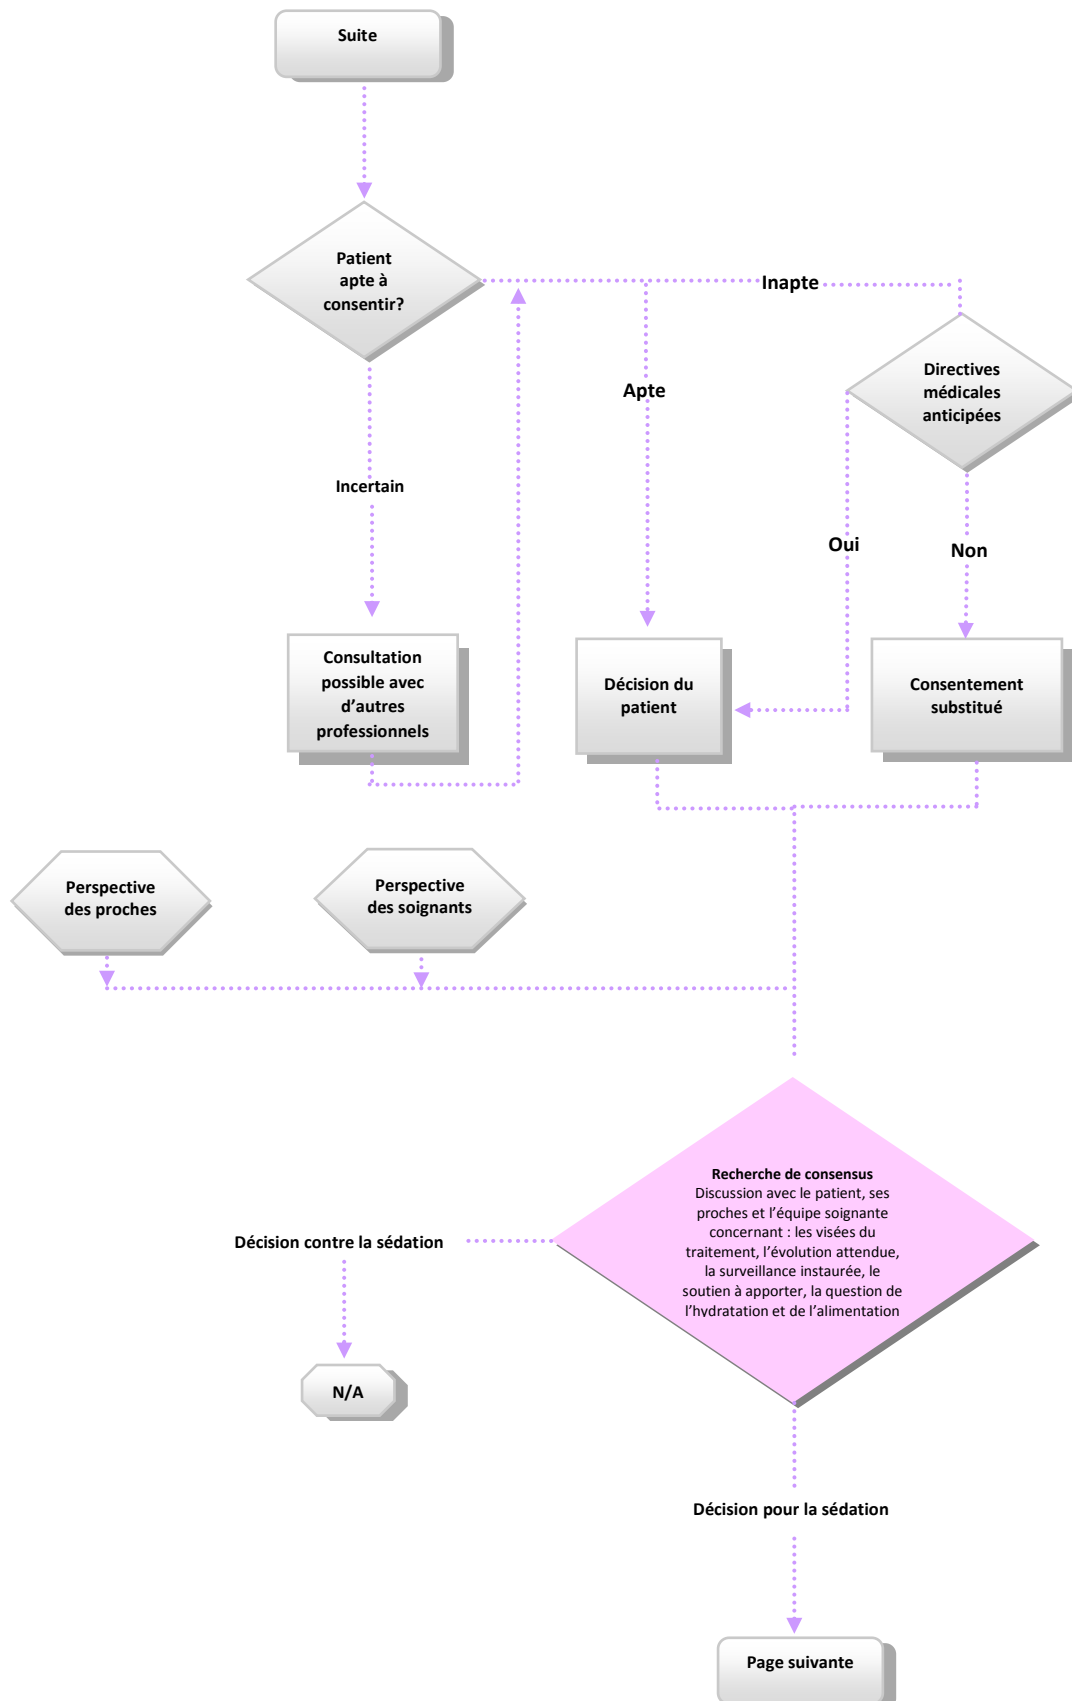 Suite
Patient
apte à
consentir?
Inapte
Directives
médicales
anticipées
Apte
Incertain
Oui
Non
Consultation
possible avec
d’autres
professionnels
Décision du
patient
Consentement
substitué
Perspective
des proches
Perspective
des soignants
Recherche de consensus
Discussion avec le patient, ses
proches et l’équipe soignante
concernant : les visées du
traitement, l’évolution attendue,
la surveillance instaurée, le
soutien à apporter, la question de
l’hydratation et de l’alimentation
Décision contre la sédation
N/A
Décision pour la sédation
Page suivante